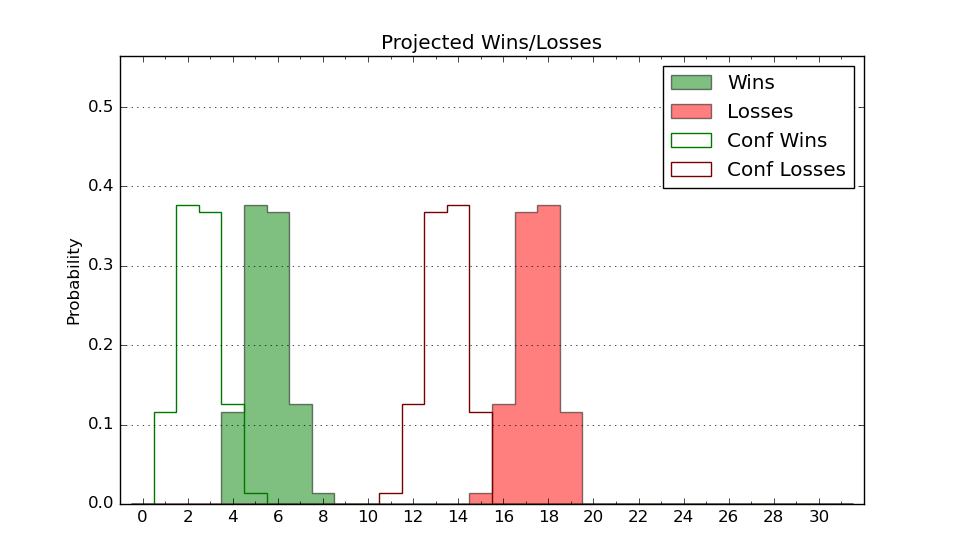 Projected Wins/Losses
Wins
Losses
Conf Wins
Conf Losses
Probability
0.5
0.4
0.3
0.2
0.1
0.0
0 2 4 6 8 10 12 14 16 18 20 22 24 26 28 30